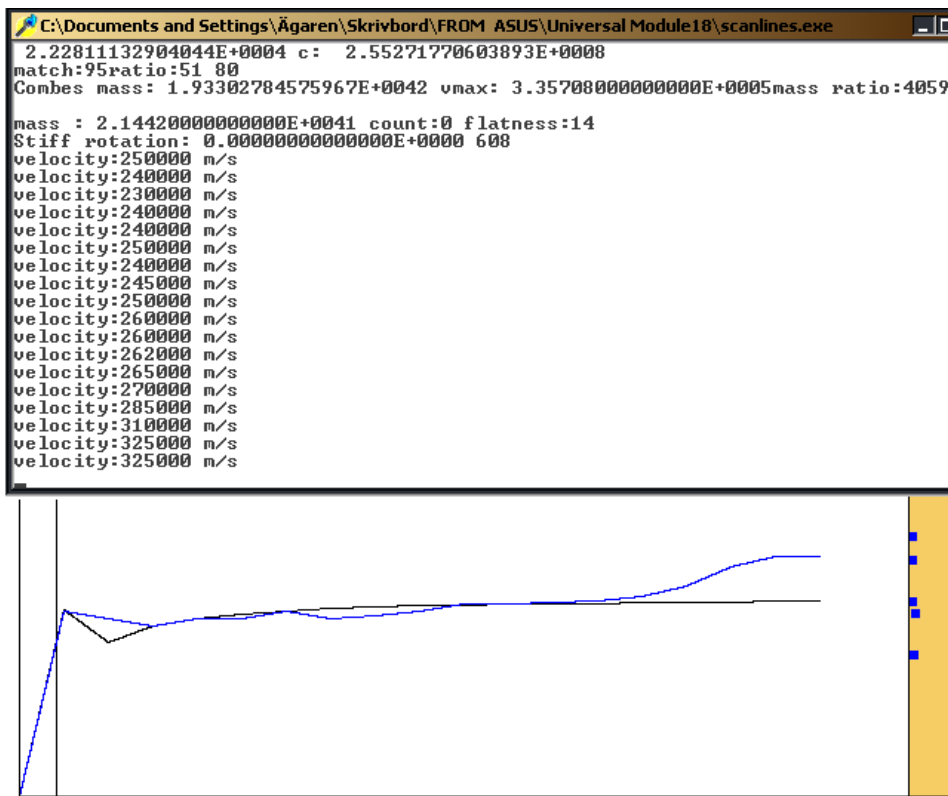 C:\Documents and Settings\Ägaren\Skrivbord\FROM ASUS\Universal Module18\scanlines.exe
2.22811132904044E+0004 c: 2.55271770603893E+0008
match:95ratio:51 80
Combes mass: 1.93302784575967E+0042 vmax: 3.35708000000000E+0005mass ratio:4059
mass : 2.14420000000000E+0041 count:0 flatness:14
Stiff rotation: 0.00000000000000E+0000 608
velocity:250000 m/s
velocity:240000 m/s
velocity:230000 m/s
velocity:240000 m/s
velocity:240000 m/s
velocity:250000 m/s
velocity:240000 m/s
velocity:245000 m/s
velocity:250000 m/s
velocity:260000 m/s
velocity:260000 m/s
velocity:262000 m/s
velocity:265000 m/s
velocity:270000 m/s
velocity:285000 m/s
velocity:310000 m/s
velocity:325000 m/s
velocity:325000 m/s